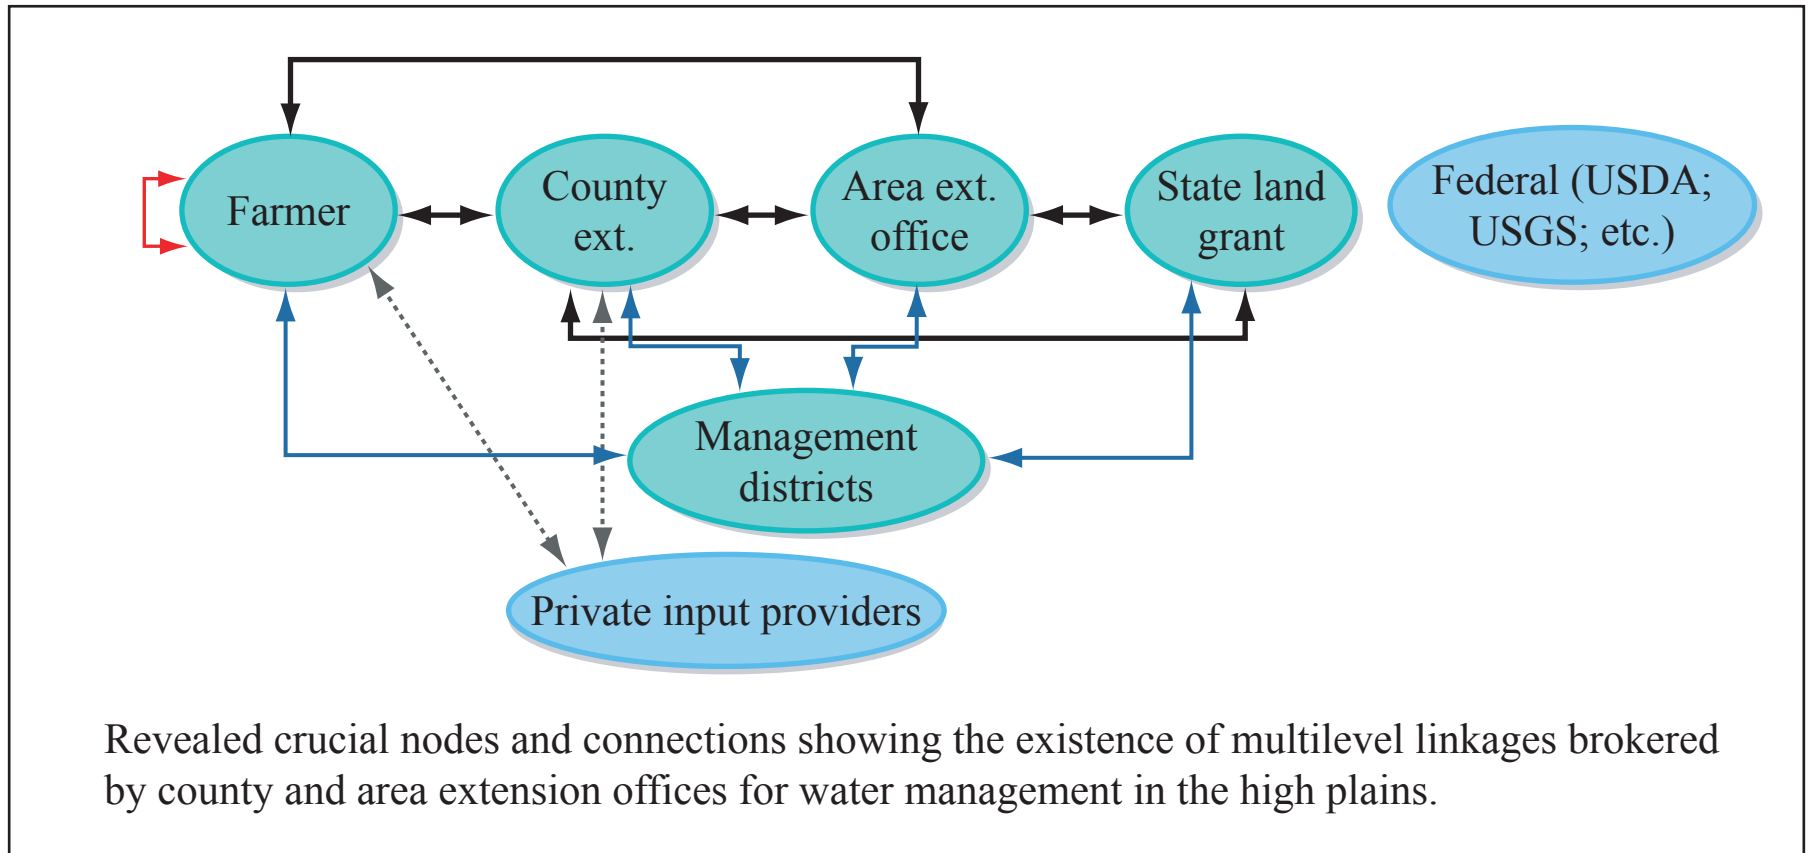 Farmer
County
ext.
Area ext.
office
State land
grant
Federal (USDA;
USGS; etc.)
Management
districts
Private input providers
Revealed crucial nodes and connections showing the existence of multilevel linkages brokered
by county and area extension offices for water management in the high plains.